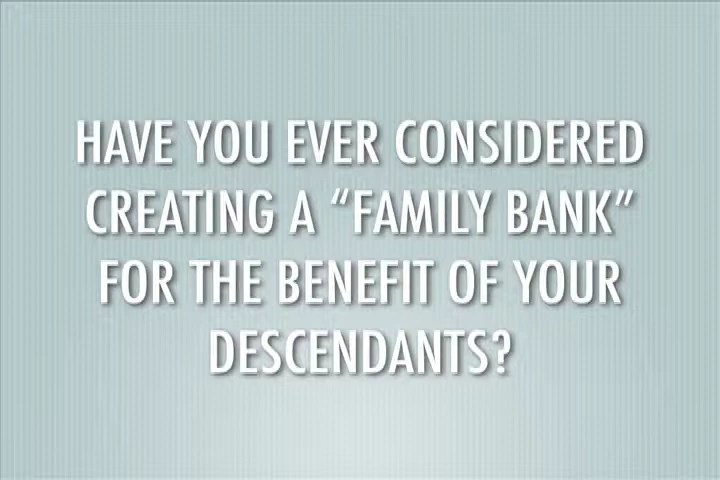 HAVE YOU EVER CONSIDERED
CREATING A “FAMILY BANK”
FOR THE BENEFIT OF YOUR
DESCENDANTS?